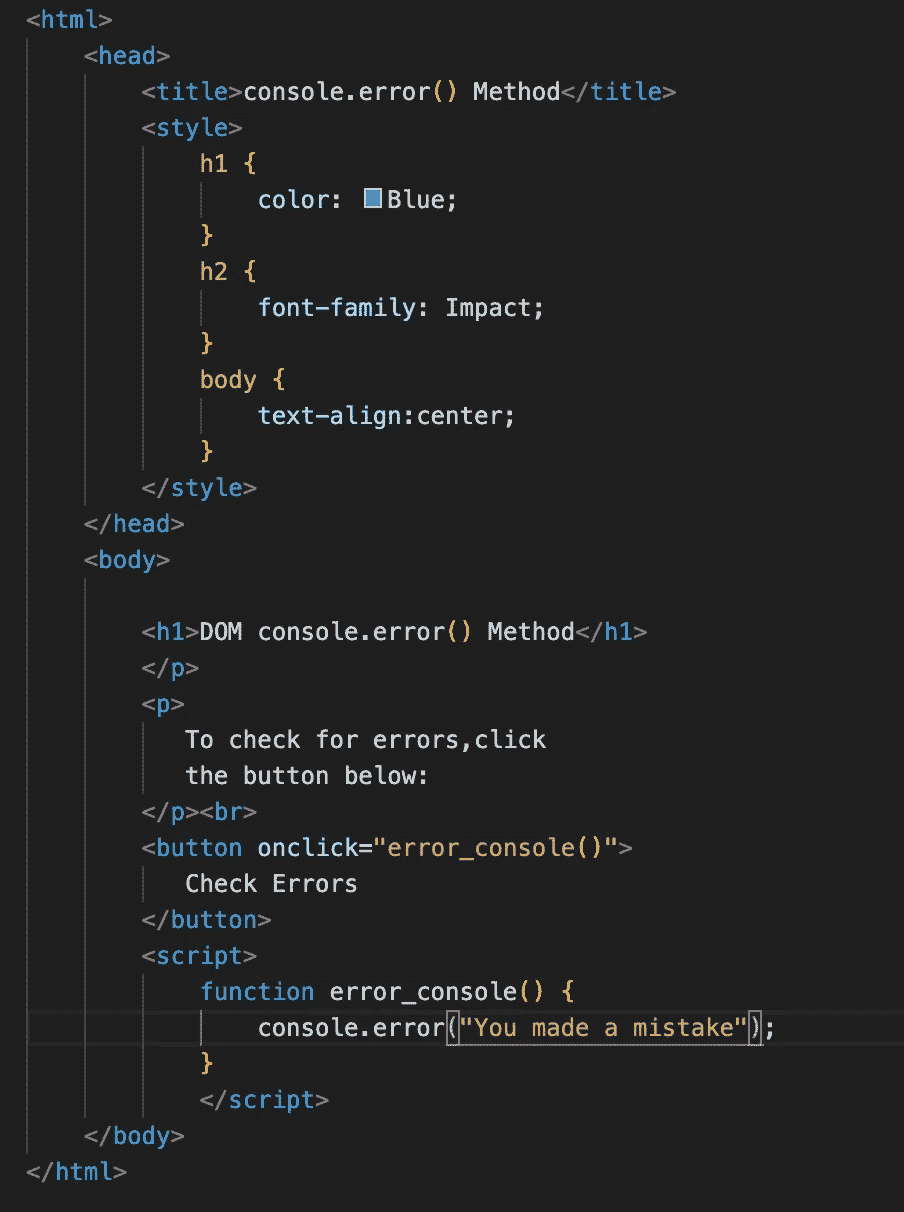 <html>
<head>
<title>console.error() Method</title>
<style>
h1 {
color: Blue;
}
h2 {
font-family: Impact;
}
body {
text-align:center;
}
</style>
</head>
<body>
<h1>DOM console.error() Method</h1>
</p>
<p>
To check for errors,click
the button below:
</p><br>
<button onclick="error_console()">
Check Errors
</button>
<script>
function error_console() {
console.error("You made a mistake");
}
</script>
</body>
</html>